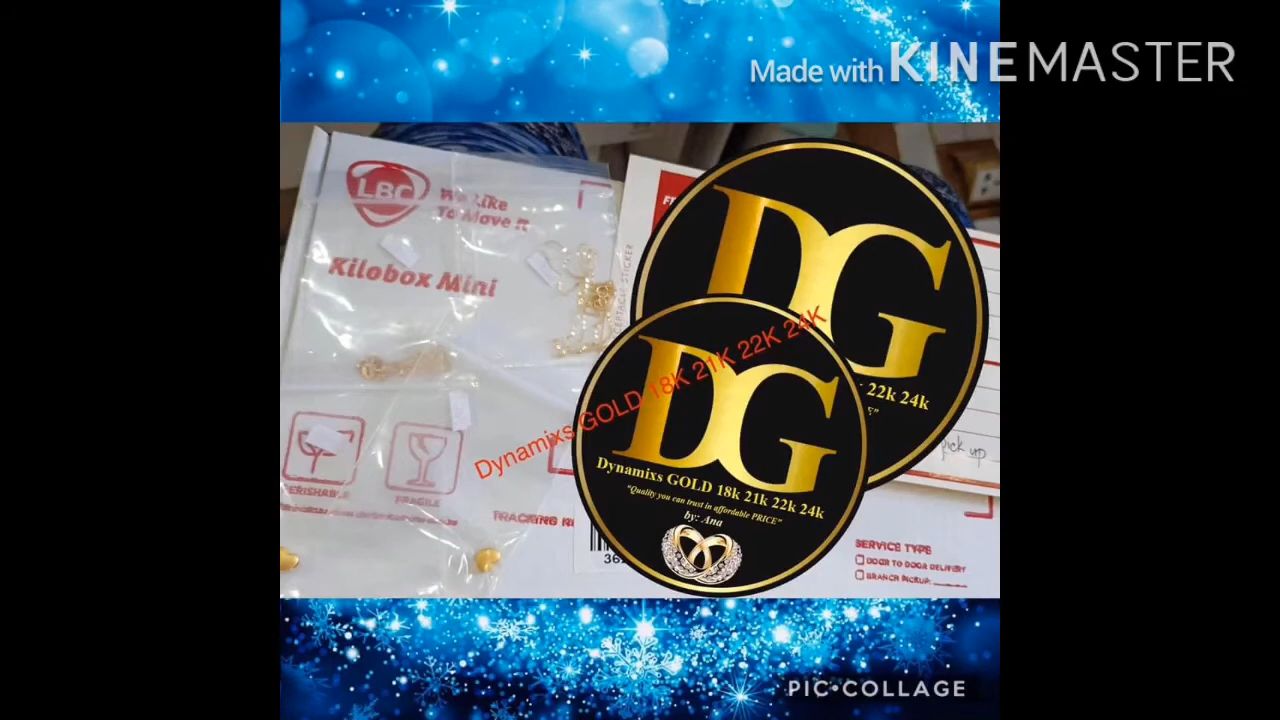 Made with KINEMASTER
LBC
We Like
To Move It
Kilobox Mini
DG
22k 24k
Dynamixs GOLD 18K 21K 22K 24K
DG
Dynamixs GOLD 18k 21k 22k 24k
"Quality you can trust in affordable PRICE"
by: Ana
Pick up
FRAGILE
TRACKING
SERVICE TYPE
DOOR TO DOOR DELIVERY
BRANCH PICKUP:
PIC•COLLAGE